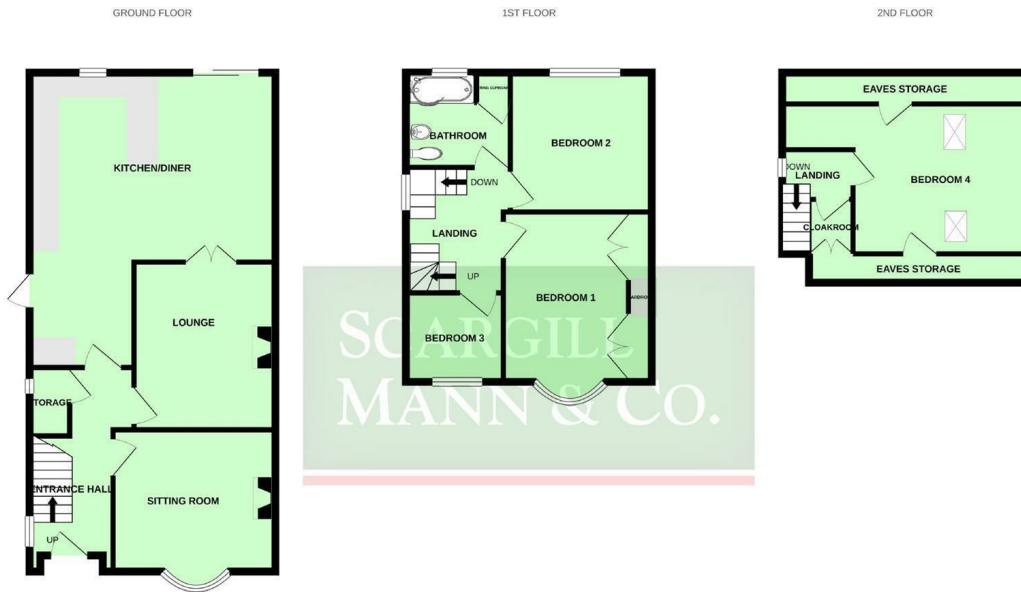 GROUND FLOOR
1ST FLOOR
2ND FLOOR
KITCHEN/DINER
LOUNGE
TORAGE
ENTRANCE HALL
UP
SITTING ROOM
BATHROOM
BEDROOM 2
DOWN
LANDING
UP
BEDROOM 1
BEDROOM 3
EAVES STORAGE
DOWN
LANDING
BEDROOM 4
CLOAKROOM
EAVES STORAGE
SCARGILL
MANN & CO.